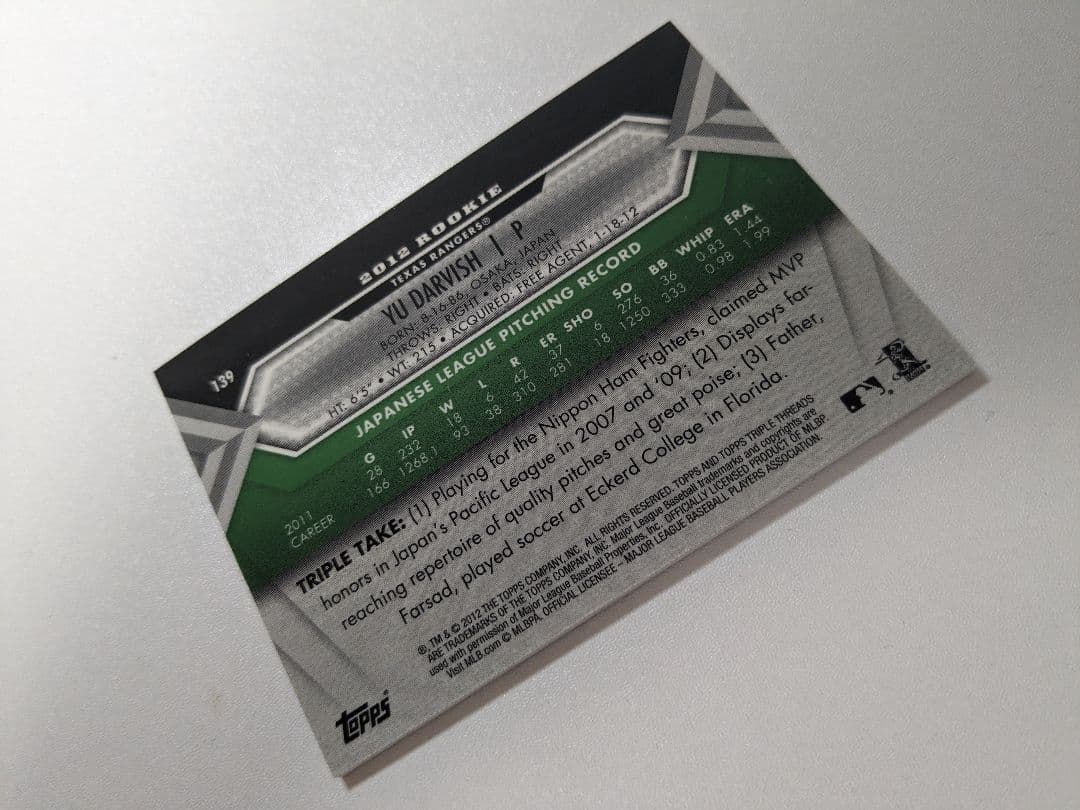 139
2012 ROOKIE
TEXAS RANGERS®
YU DARVISH | P
BORN: 8-16-86, OSAKA, JAPAN
THROWS: RIGHT • BATS: RIGHT
HT: 6'5" • WT: 215 • ACQUIRED: FREE AGENT, 1-18-12
JAPANESE LEAGUE PITCHING RECORD
G IP W L R ER SHO SO BB WHIP ERA
2011 28 232 18 6 42 37 6 276 36 0.83 1.44
CAREER 166 1268.1 93 38 310 281 18 1250 333 0.98 1.99
TRIPLE TAKE: (1) Playing for the Nippon Ham Fighters, claimed MVP
honors in Japan's Pacific League in 2007 and '09; (2) Displays far-
reaching repertoire of quality pitches and great poise; (3) Father,
Farsad, played soccer at Eckerd College in Florida.
®, TM & © 2012 THE TOPPS COMPANY, INC. ALL RIGHTS RESERVED. TOPPS AND TOPPS TRIPLE THREADS
ARE TRADEMARKS OF THE TOPPS COMPANY, INC. Major League Baseball trademarks and copyrights are
used with permission of Major League Baseball Properties, Inc. OFFICIALLY LICENSED PRODUCT OF MLBP.
Visit MLB.com © MLBPA. OFFICIAL LICENSEE – MAJOR LEAGUE BASEBALL PLAYERS ASSOCIATION.
Topps®